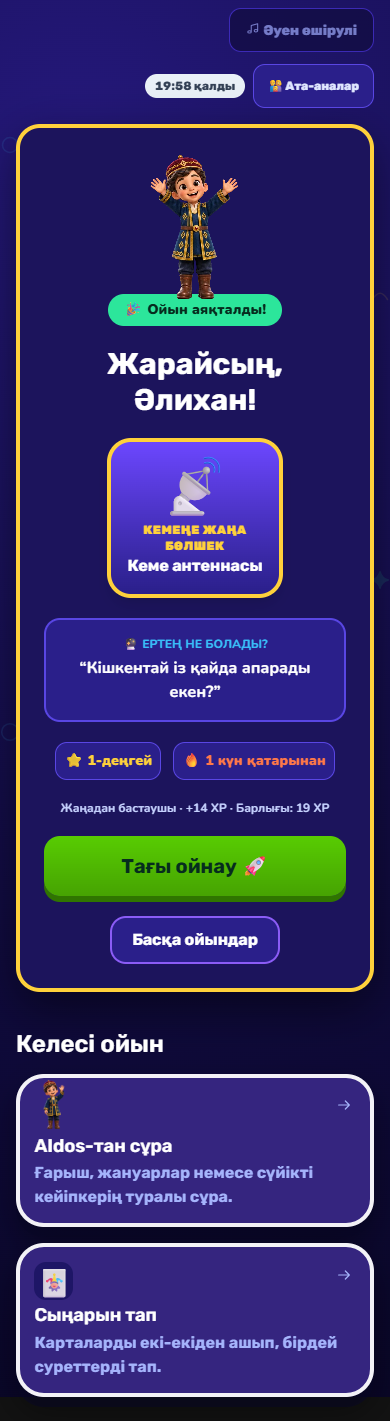 Әуен өшірулі
19:58 қалды
Ата-аналар
Ойын аяқталды!
Жарайсың,
Әлихан!
КЕМЕҢЕ ЖАҢА
БӨЛШЕК
Кеме антеннасы
ЕРТЕҢ НЕ БОЛАДЫ?
“Кішкентай із қайда апарады
екен?”
1-деңгей
1 күн қатарынан
Жаңадан бастаушы · +14 XP · Барлығы: 19 XP
Тағы ойнау
Басқа ойындар
Келесі ойын
Aldos-тан сұра
Ғарыш, жануарлар немесе сүйікті
кейіпкерің туралы сұра.
Сыңарын тап
Карталарды екі-екіден ашып, бірдей
суреттерді тап.